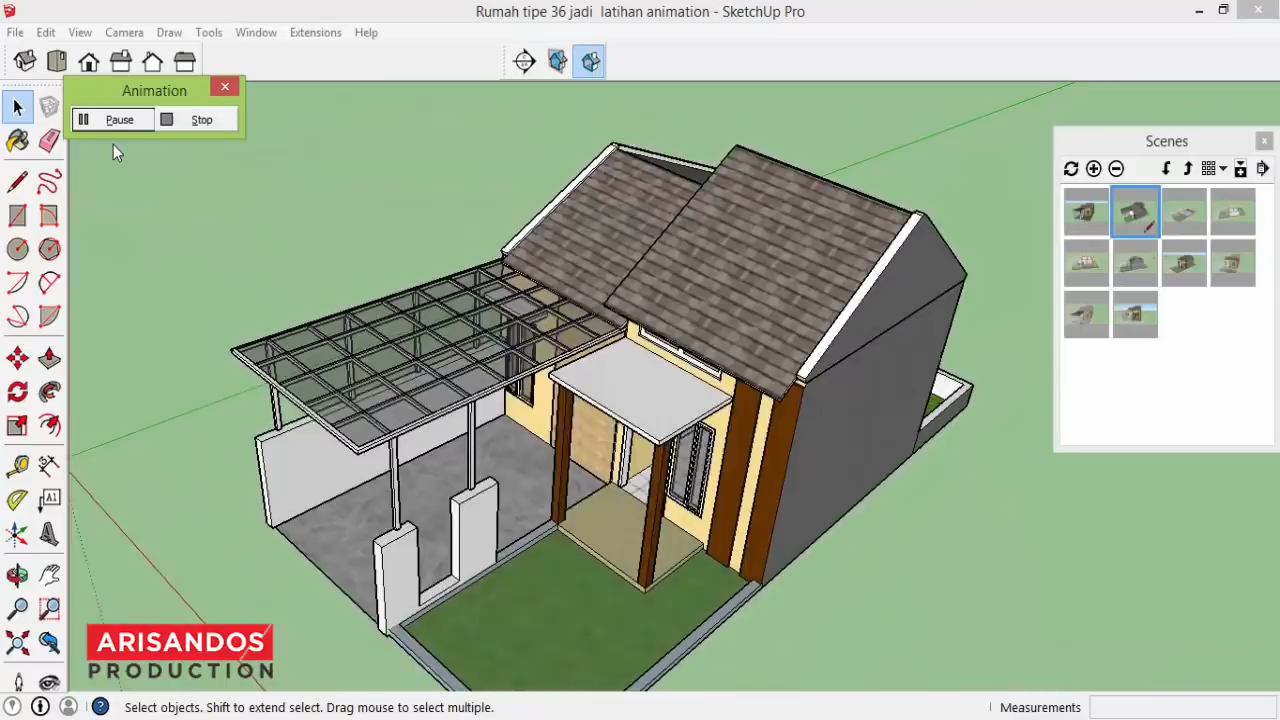 Rumah tipe 36 jadi  latihan animation - SketchUp Pro
File Edit View Camera Draw Tools Window Extensions Help
Animation
Pause Stop
Scenes
A1
ARISANDOS
PRODUCTION
Select objects. Shift to extend select. Drag mouse to select multiple.
Measurements